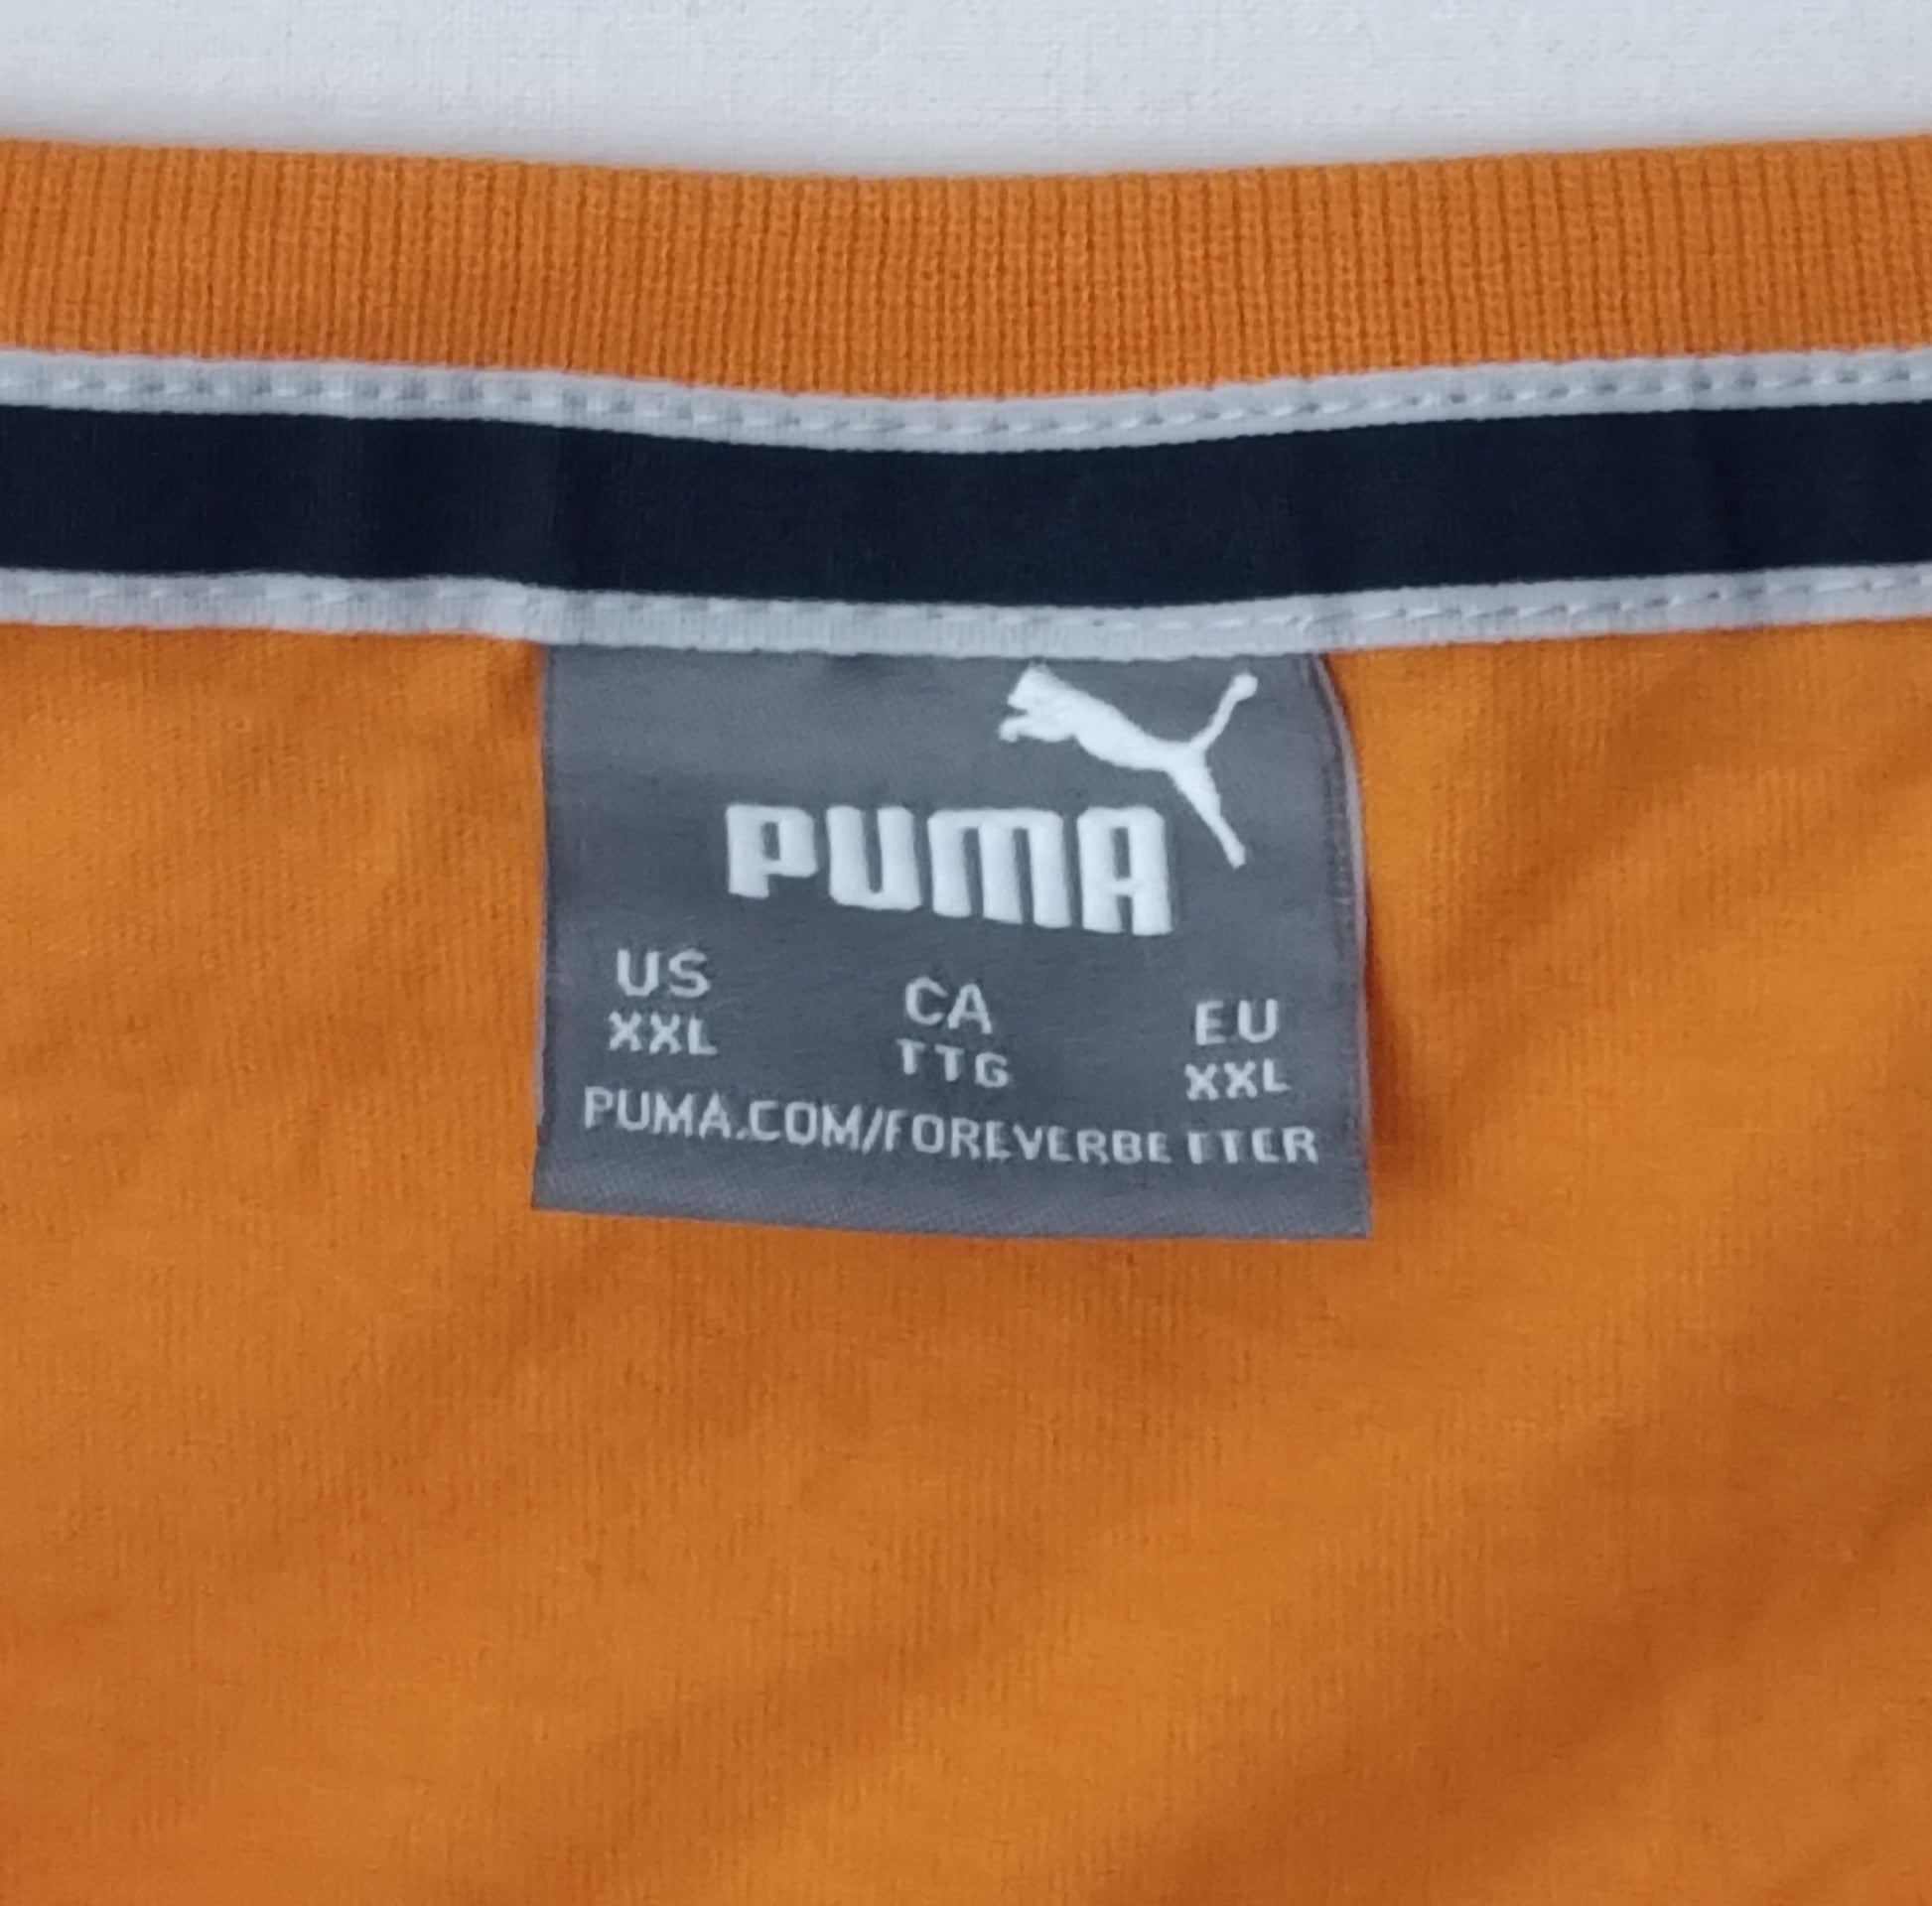 PUMA
US CA EU
XXL TTG XXL
PUMA.COM/FOREVERBETTER